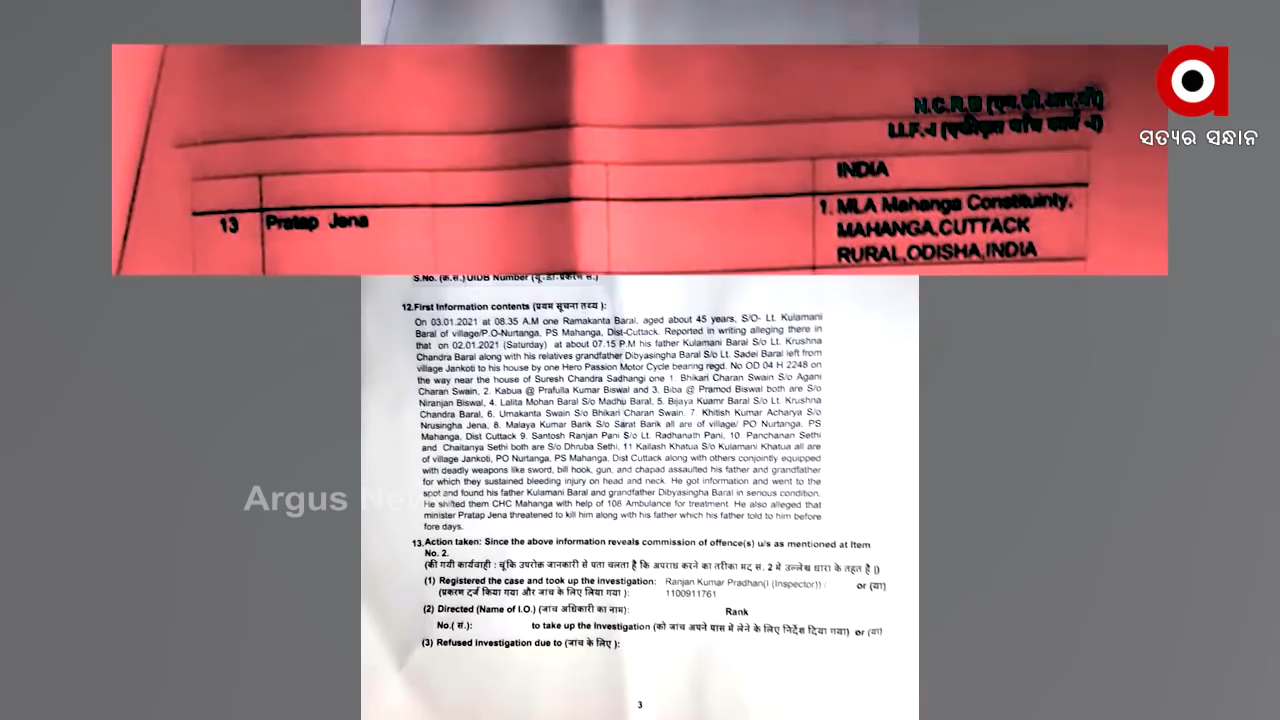 N.C.R.B (एन.सी.आर.बी)
I.I.F.-I (एकीकृत जाँच फार्म -I)
INDIA
13 Pratap Jena 1. MLA Mahanga Constituinty,
MAHANGA,CUTTACK
RURAL,ODISHA,INDIA
ସତ୍ୟର ସନ୍ଧାନ
S.No. (क.सं.) UIDB Number (यू.डी.प्रकरण सं.)
12.First Information contents (प्रथम सूचना तथ्य ):
On 03.01.2021 at 08.35 A.M one Ramakanta Baral, aged about 45 years, S/O- Lt. Kulamani
Baral of village/P.O-Nurtanga, PS Mahanga, Dist-Cuttack. Reported in writing alleging there in
that on 02.01.2021 (Saturday) at about 07.15 P.M his father Kulamani Baral S/o Lt. Krushna
Chandra Baral along with his relatives grandfather Dibyasingha Baral S/o Lt. Sadei Baral left from
village Jankoti to his house by one Hero Passion Motor Cycle bearing regd. No OD 04 H 2248 on
the way near the house of Suresh Chandra Sadhangi one 1. Bhikari Charan Swain S/o Agani
Charan Swain, 2. Kabua @ Prafulla Kumar Biswal and 3. Biba @ Pramod Biswal both are S/o
Niranjan Biswal, 4. Lalita Mohan Baral S/o Madhu Baral, 5. Bijaya Kuamr Baral S/o Lt. Krushna
Chandra Baral, 6. Umakanta Swain S/o Bhikari Charan Swain. 7. Khitish Kumar Acharya S/o
Nrusingha Jena, 8. Malaya Kumar Barik S/o Sarat Barik all are of village/ PO Nurtanga, PS
Mahanga, Dist Cuttack 9. Santosh Ranjan Pani S/o Lt. Radhanath Pani, 10 Panchanan Sethi
and Chaitanya Sethi both are S/o Dhruba Sethi, 11 Kailash Khatua S/o Kulamani Khatua all are
of village Jankoti, PO Nurtanga, PS Mahanga, Dist Cuttack along with others conjointly equipped
with deadly weapons like sword, bill hook, gun, and chapad assaulted his father and grandfather
for which they sustained bleeding injury on head and neck. He got information and went to the
spot and found his father Kulamani Baral and grandfather Dibyasingha Baral in serious condition.
He shifted them CHC Mahanga with help of 108 Ambulance for treatment. He also alleged that
minister Pratap Jena threatened to kill him along with his father which his father told to him before
fore days.
Argus News
13.Action taken: Since the above information reveals commission of offence(s) u/s as mentioned at Item
No. 2.
(की गयी कार्यवाही : चूंकि उपरोक्त जानकारी से पता चलता है कि अपराध करने का तरीका मद सं. 2 में उल्लेख धारा के तहत है |)
(1) Registered the case and took up the investigation: Ranjan Kumar Pradhan(I (Inspector)) / or (या)
(प्रकरण दर्ज किया गया और जांच के लिए लिया गया): 1100911761
(2) Directed (Name of I.O.) (जांच अधिकारी का नाम): Rank
No.( सं.): to take up the Investigation (को जांच अपने पास में लेने के लिए निर्देश दिया गया) or (या)
(3) Refused investigation due to (जांच के लिए ):
3